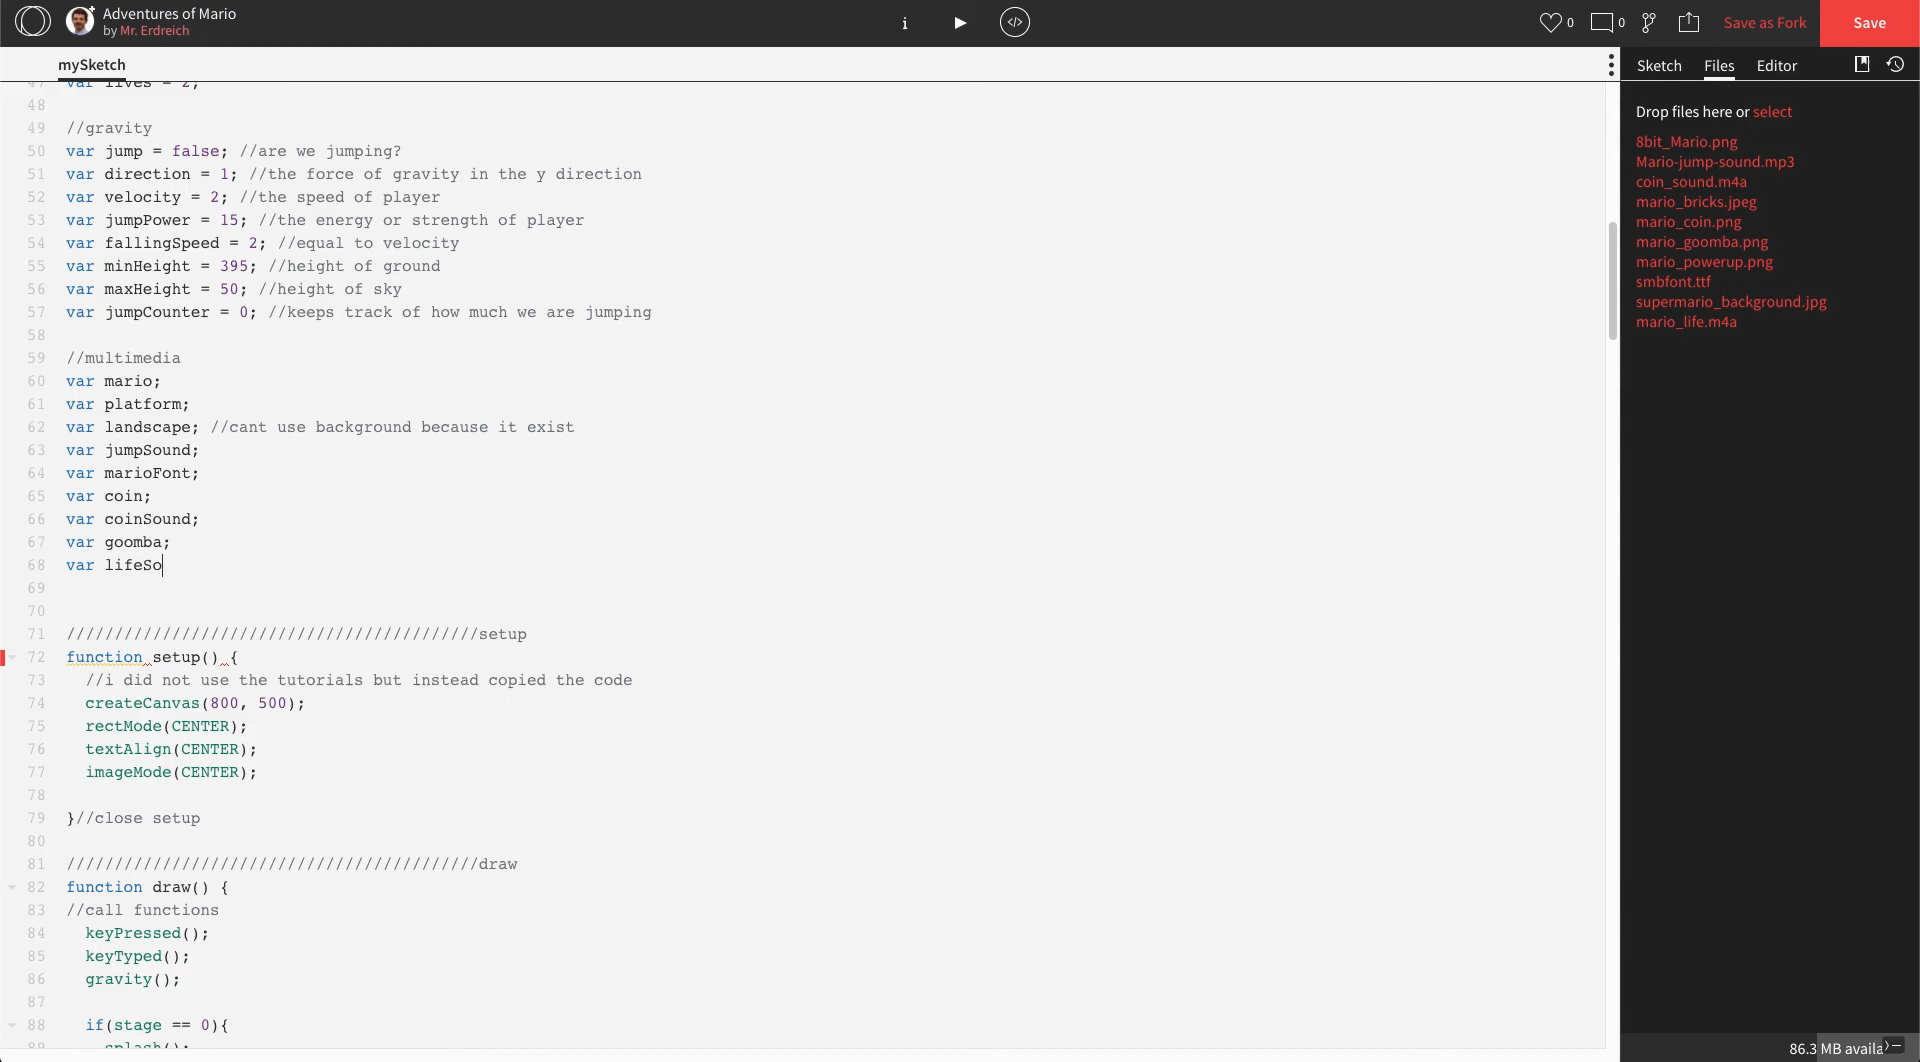 Adventures of Mario
by Mr. Erdreich
i
</>
0
0
Save as Fork
Save
mySketch
Sketch Files Editor
47 var lives = 2;
48
49 //gravity
50 var jump = false; //are we jumping?
51 var direction = 1; //the force of gravity in the y direction
52 var velocity = 2; //the speed of player
53 var jumpPower = 15; //the energy or strength of player
54 var fallingSpeed = 2; //equal to velocity
55 var minHeight = 395; //height of ground
56 var maxHeight = 50; //height of sky
57 var jumpCounter = 0; //keeps track of how much we are jumping
58
59 //multimedia
60 var mario;
61 var platform;
62 var landscape; //cant use background because it exist
63 var jumpSound;
64 var marioFont;
65 var coin;
66 var coinSound;
67 var goomba;
68 var lifeSo
69
70
71 ///////////////////////////////////////////setup
72 function setup() {
73 //i did not use the tutorials but instead copied the code
74 createCanvas(800, 500);
75 rectMode(CENTER);
76 textAlign(CENTER);
77 imageMode(CENTER);
78
79 }//close setup
80
81 ///////////////////////////////////////////draw
82 function draw() {
83 //call functions
84 keyPressed();
85 keyTyped();
86 gravity();
87
88 if(stage == 0){
89 splash();
Drop files here or select
8bit_Mario.png
Mario-jump-sound.mp3
coin_sound.m4a
mario_bricks.jpeg
mario_coin.png
mario_goomba.png
mario_powerup.png
smbfont.ttf
supermario_background.jpg
mario_life.m4a
86.3 MB availa